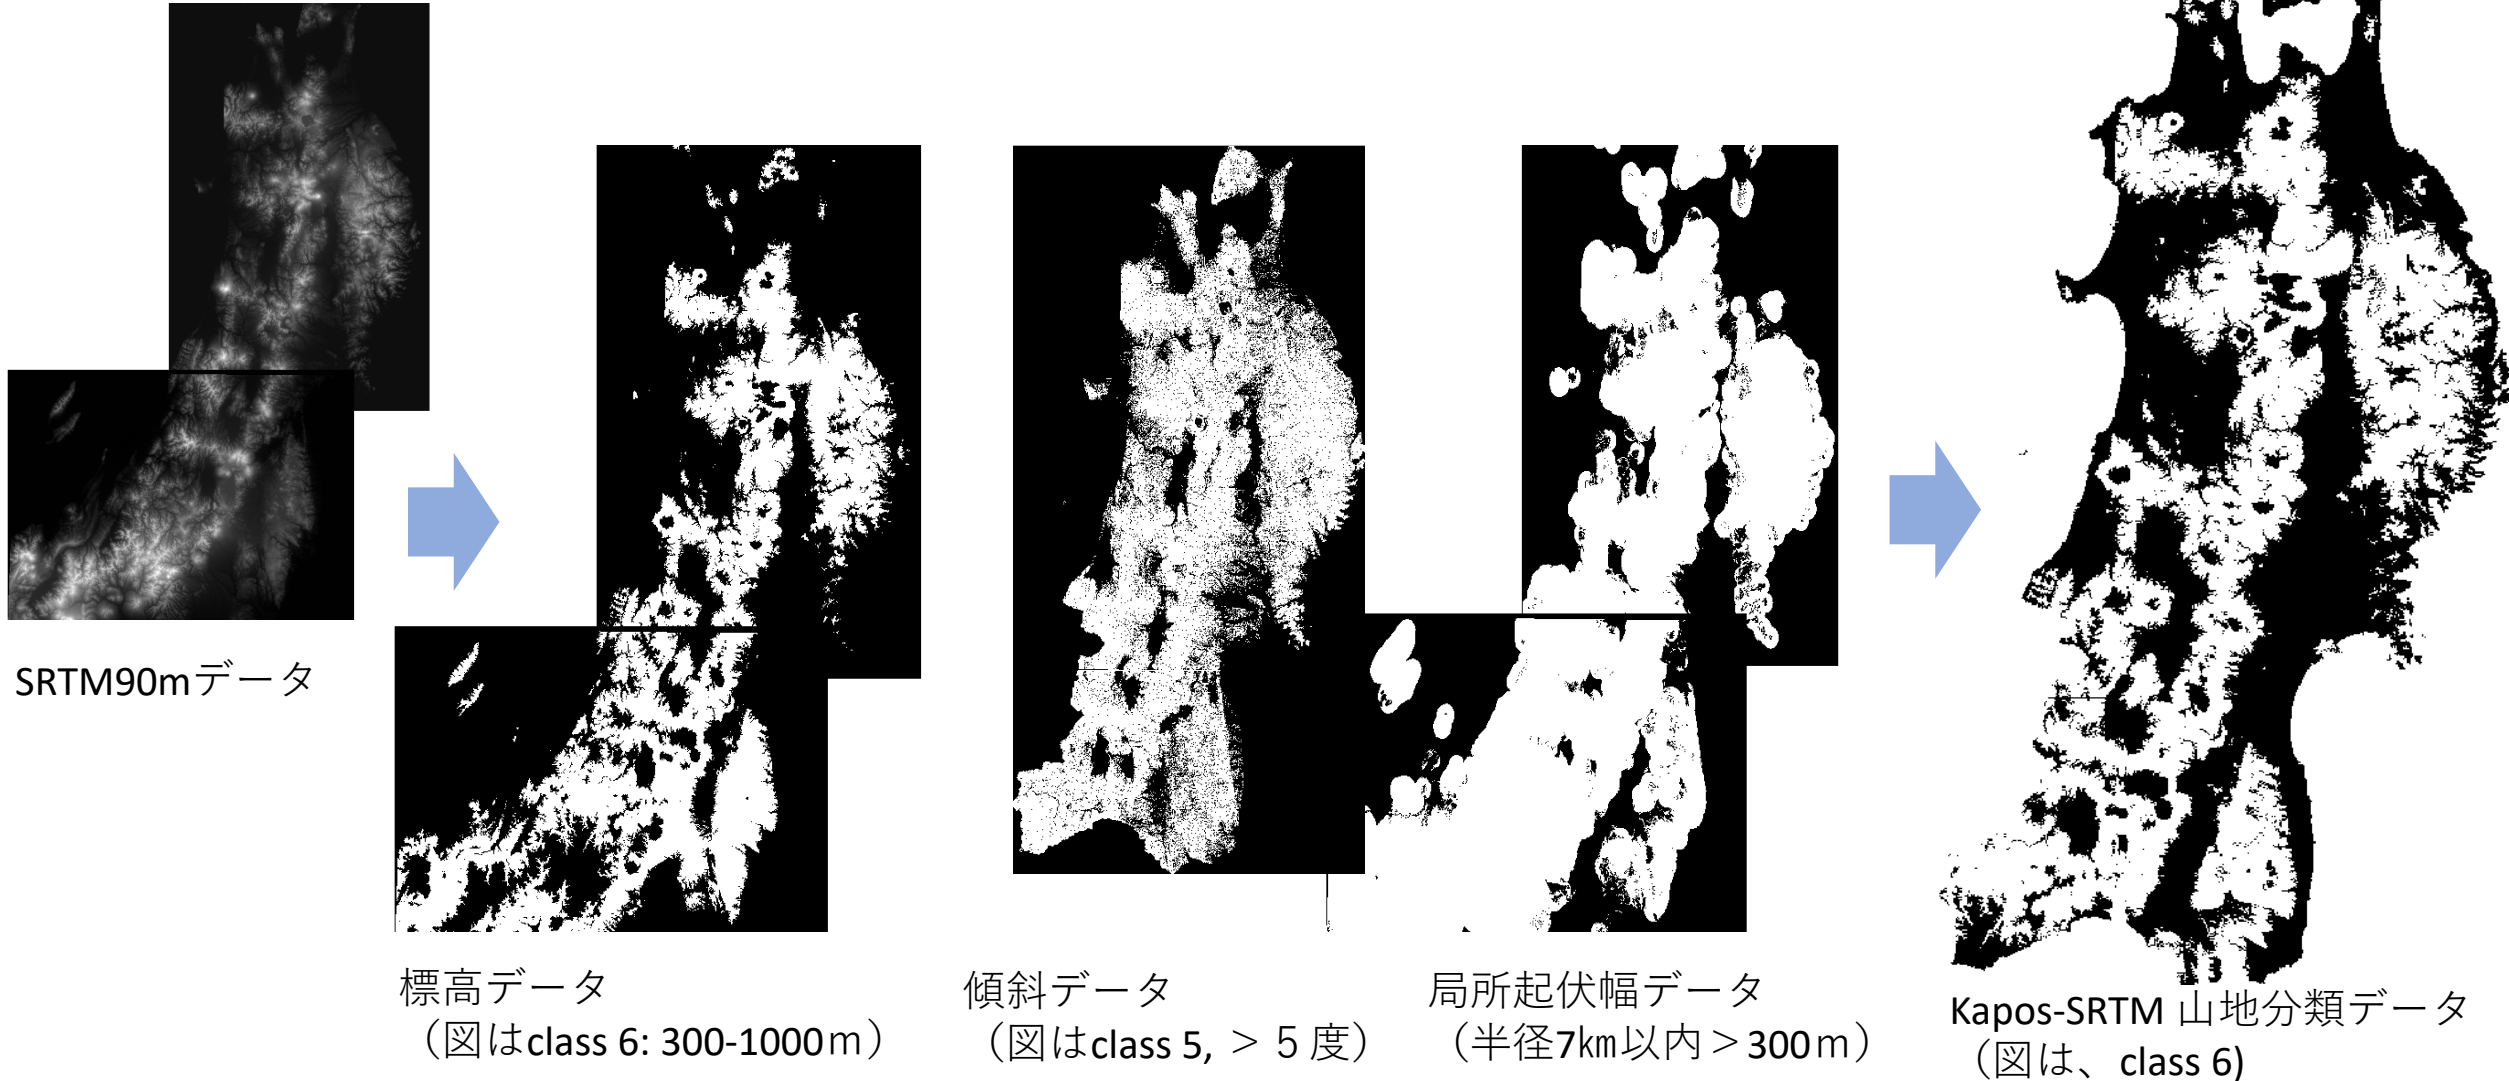 SRTM90mデータ
標高データ
（図はclass 6: 300-1000ｍ）
傾斜データ
（図はclass 5, ＞５度）
局所起伏幅データ
（半径7㎞以内＞300ｍ）
Kapos-SRTM 山地分類データ
（図は、class 6)